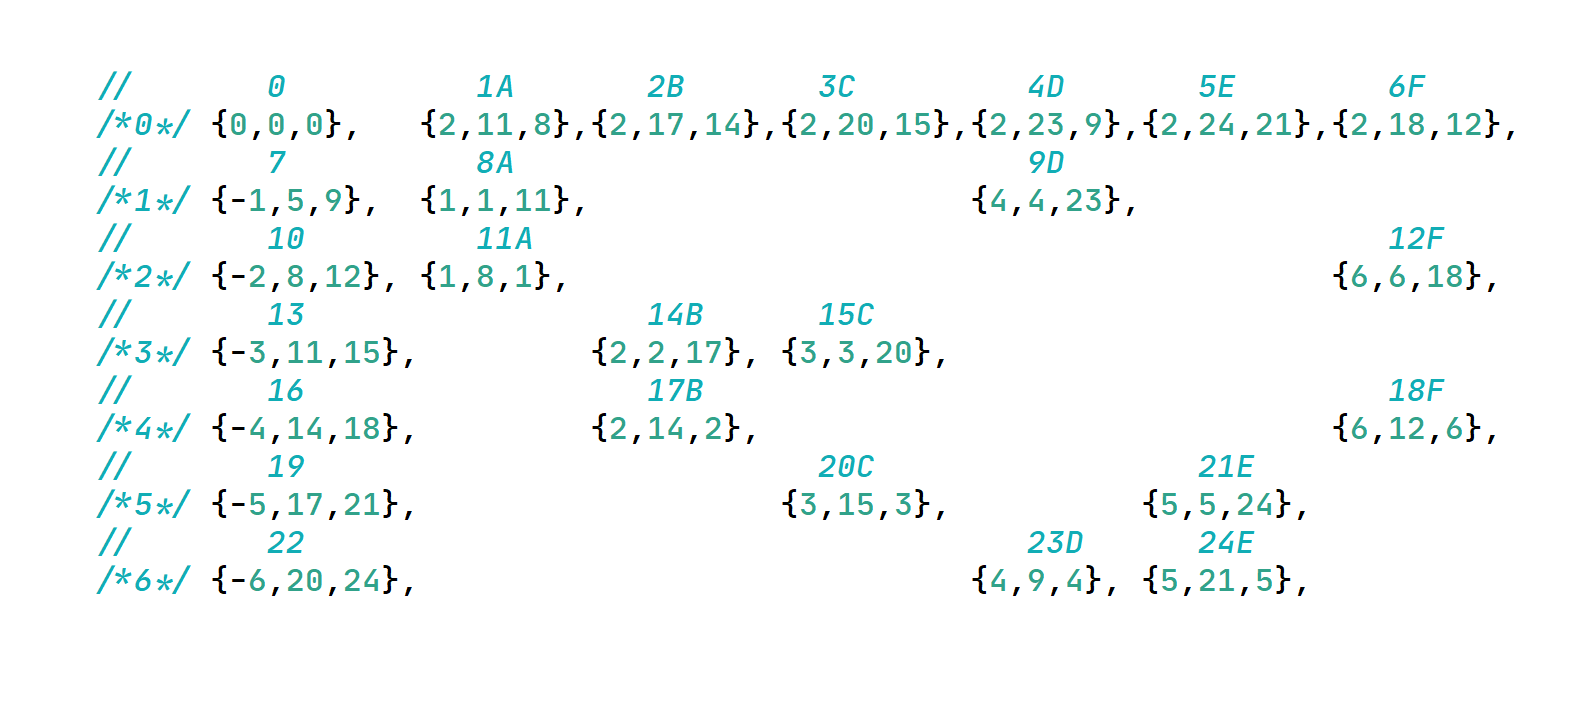 //       0          1A       2B       3C         4D       5E        6F
/*0*/ {0,0,0},   {2,11,8},{2,17,14},{2,20,15},{2,23,9},{2,24,21},{2,18,12},
//       7          8A                           9D
/*1*/ {-1,5,9},  {1,1,11},                    {4,4,23},
//       10         11A                                             12F
/*2*/ {-2,8,12}, {1,8,1},                                        {6,6,18},
//       13                  14B      15C
/*3*/ {-3,11,15},         {2,2,17}, {3,3,20},
//       16                  17B                                    18F
/*4*/ {-4,14,18},         {2,14,2},                              {6,12,6},
//       19                           20C                 21E
/*5*/ {-5,17,21},                   {3,15,3},          {5,5,24},
//       22                                      23D      24E
/*6*/ {-6,20,24},                             {4,9,4}, {5,21,5},